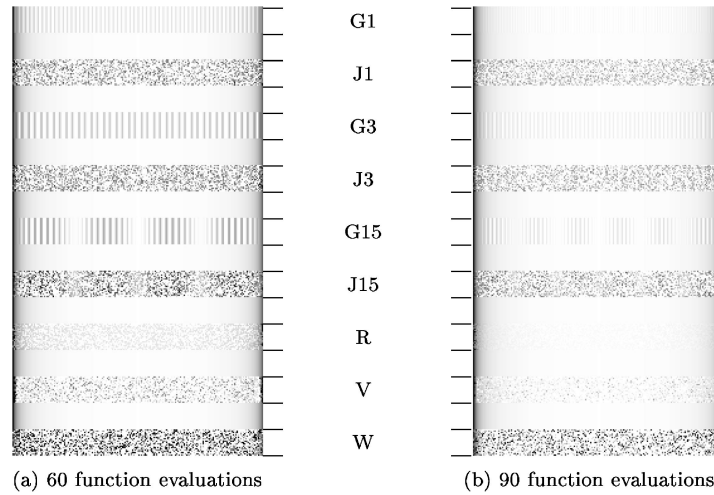 G1
J1
G3
J3
G15
J15
R
V
W
(a) 60 function evaluations
(b) 90 function evaluations